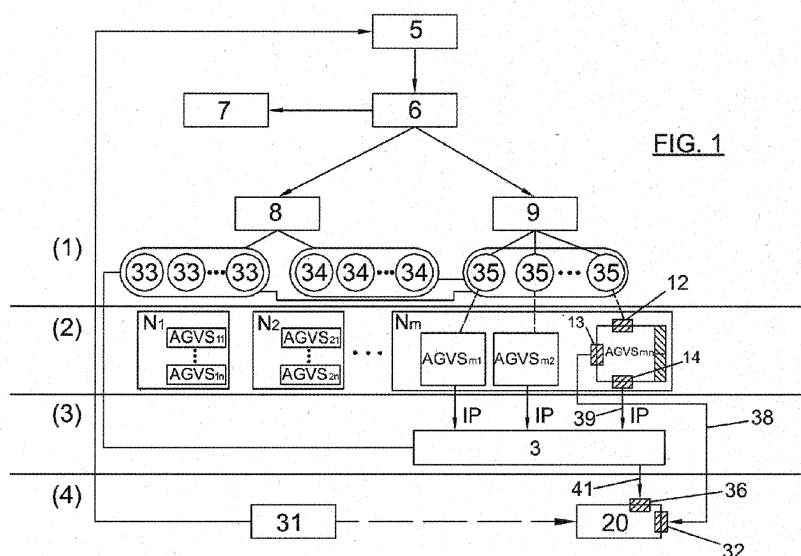 5
7
6
FIG. 1
8
9
(1)
33 33 ••• 33
34 34 ••• 34
35 35 ••• 35
12
(2)
N1
AGVS11
AGVS1n
N2
AGVS21
AGVS2n
•••
Nm
AGVSm1
AGVSm2
13
AGVSmn
14
(3)
IP
IP
39
IP
38
3
(4)
41
36
31
20
32